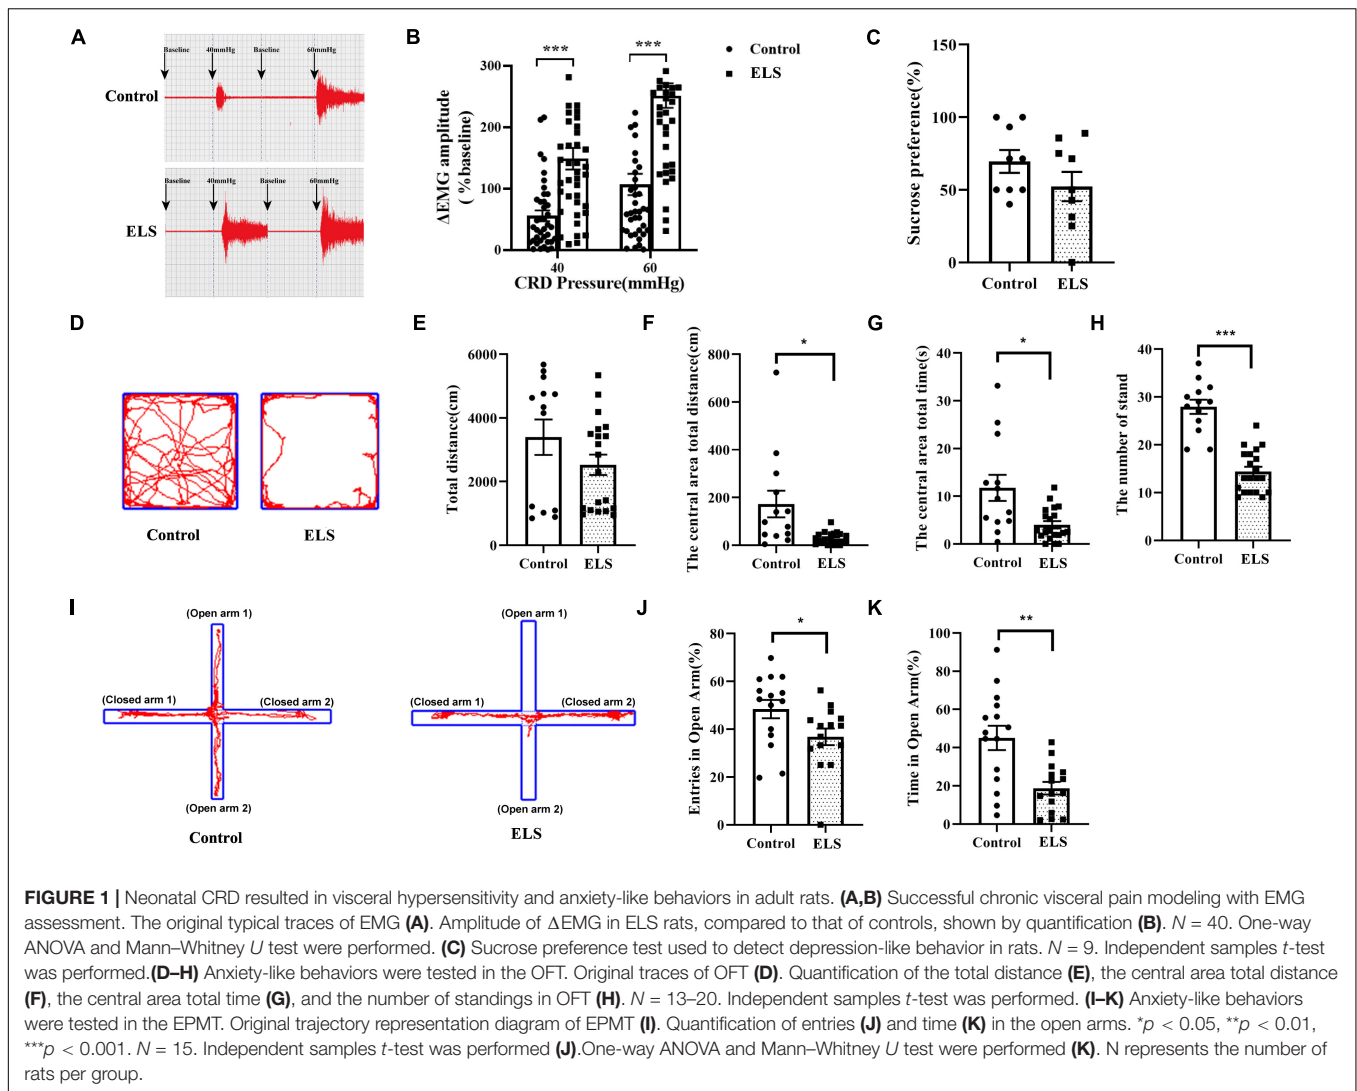 A
Baseline 40mmHg Baseline 60mmHg
Control
Baseline 40mmHg Baseline 60mmHg
ELS
B
*** ***
Control
ELS
ΔEMG amplitude
( %baseline)
300
200
100
0
40 60
CRD Pressure(mmHg)
C
Sucrose preference(%)
150
100
50
0
Control ELS
D
Control ELS
E
Total distance(cm)
6000
4000
2000
0
Control ELS
F
The central area total distance(cm)
800
600
400
200
0
*
Control ELS
G
The central area total time(s)
40
30
20
10
0
*
Control ELS
H
The number of stand
40
30
20
10
0
***
Control ELS
I
(Open arm 1)
(Closed arm 1) (Closed arm 2)
(Open arm 2)
Control
(Open arm 1)
(Closed arm 1) (Closed arm 2)
(Open arm 2)
ELS
J
Entries in Open Arm(%)
80
60
40
20
0
*
Control ELS
K
Time in Open Arm(%)
100
80
60
40
20
0
**
Control ELS
FIGURE 1 | Neonatal CRD resulted in visceral hypersensitivity and anxiety-like behaviors in adult rats. (A,B) Successful chronic visceral pain modeling with EMG
assessment. The original typical traces of EMG (A). Amplitude of ΔEMG in ELS rats, compared to that of controls, shown by quantification (B). N = 40. One-way
ANOVA and Mann–Whitney U test were performed. (C) Sucrose preference test used to detect depression-like behavior in rats. N = 9. Independent samples t-test
was performed.(D–H) Anxiety-like behaviors were tested in the OFT. Original traces of OFT (D). Quantification of the total distance (E), the central area total distance
(F), the central area total time (G), and the number of standings in OFT (H). N = 13–20. Independent samples t-test was performed. (I–K) Anxiety-like behaviors
were tested in the EPMT. Original trajectory representation diagram of EPMT (I). Quantification of entries (J) and time (K) in the open arms. *p < 0.05, **p < 0.01,
***p < 0.001. N = 15. Independent samples t-test was performed (J).One-way ANOVA and Mann–Whitney U test were performed (K). N represents the number of
rats per group.